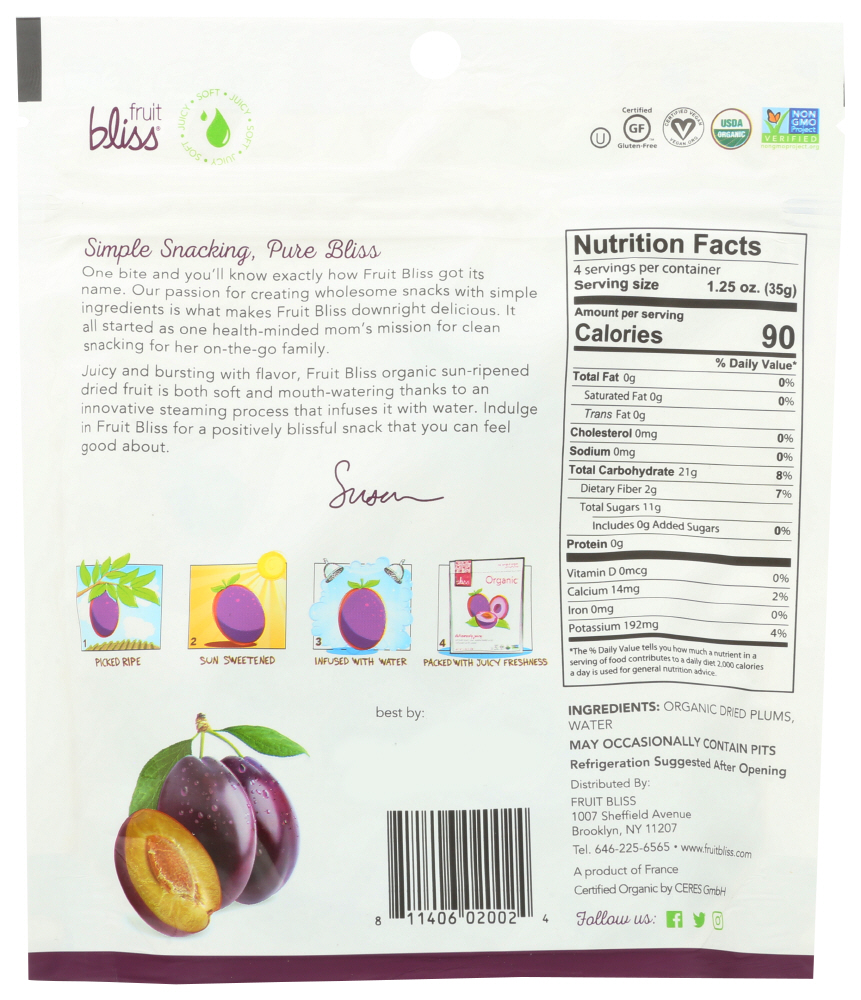 fruit
bliss®
SOFT • JUICY • SOFT • JUICY • SOFT • JUICY •
U
Certified
GF
Gluten-Free
CERTIFIED VEGAN
VEGAN.ORG
USDA
ORGANIC
NON
GMO
Project
VERIFIED
nongmoproject.org
Simple Snacking, Pure Bliss
One bite and you'll know exactly how Fruit Bliss got its
name. Our passion for creating wholesome snacks with simple
ingredients is what makes Fruit Bliss downright delicious. It
all started as one health-minded mom's mission for clean
snacking for her on-the-go family.
Juicy and bursting with flavor, Fruit Bliss organic sun-ripened
dried fruit is both soft and mouth-watering thanks to an
innovative steaming process that infuses it with water. Indulge
in Fruit Bliss for a positively blissful snack that you can feel
good about.
Susan
1
PICKED RIPE
2
SUN SWEETENED
3
INFUSED WITH WATER
bliss
Organic
4
PACKED WITH JUICY FRESHNESS
Nutrition Facts
4 servings per container
Serving size 1.25 oz. (35g)
Amount per serving
Calories 90
% Daily Value*
Total Fat 0g 0%
Saturated Fat 0g 0%
Trans Fat 0g
Cholesterol 0mg 0%
Sodium 0mg 0%
Total Carbohydrate 21g 8%
Dietary Fiber 2g 7%
Total Sugars 11g
Includes 0g Added Sugars 0%
Protein 0g
Vitamin D 0mcg 0%
Calcium 14mg 2%
Iron 0mg 0%
Potassium 192mg 4%
*The % Daily Value tells you how much a nutrient in a
serving of food contributes to a daily diet 2,000 calories
a day is used for general nutrition advice.
best by:
8 11406 02002 4
INGREDIENTS: ORGANIC DRIED PLUMS,
WATER
MAY OCCASIONALLY CONTAIN PITS
Refrigeration Suggested After Opening
Distributed By:
FRUIT BLISS
1007 Sheffield Avenue
Brooklyn, NY 11207
Tel. 646-225-6565 • www.fruitbliss.com
A product of France
Certified Organic by CERES GmbH
Follow us: